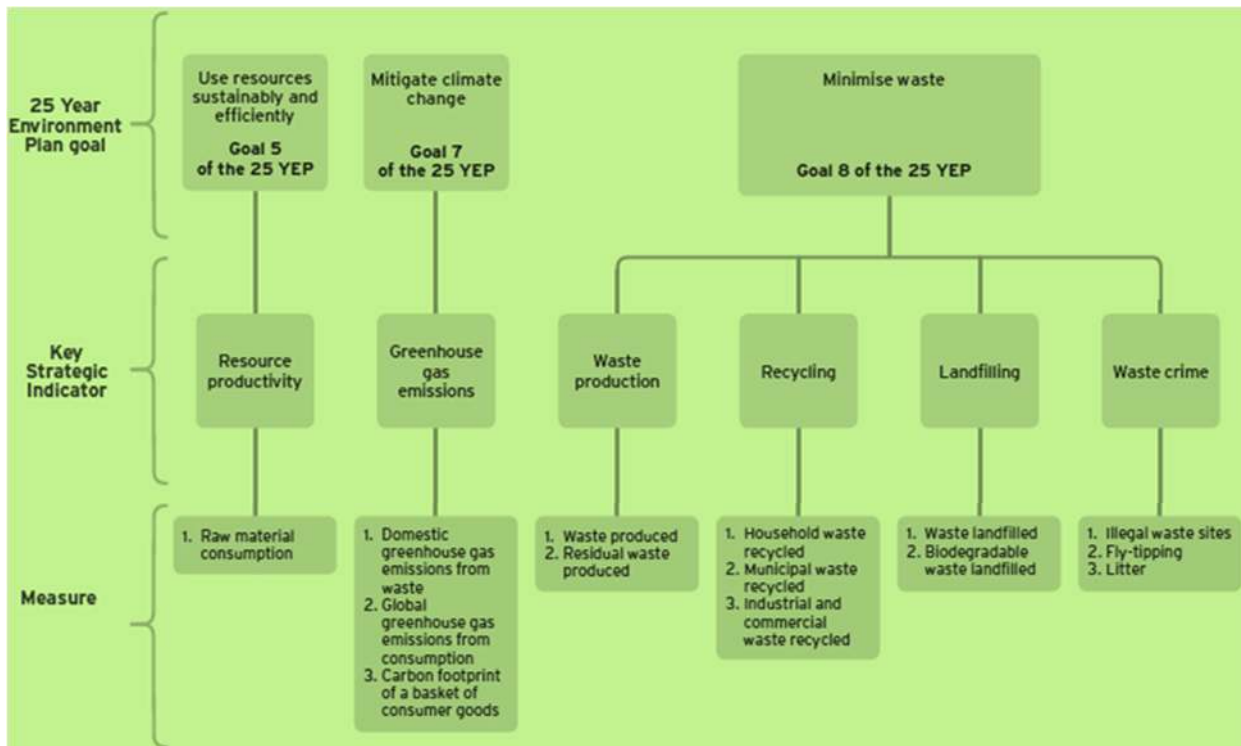 25 Year
Environment
Plan goal
Use resources
sustainably and
efficiently
Goal 5
of the 25 YEP
Mitigate climate
change
Goal 7
of the 25 YEP
Minimise waste
Goal 8 of the 25 YEP
Key
Strategic
Indicator
Resource
productivity
Greenhouse
gas
emissions
Waste
production
Recycling
Landfilling
Waste crime
Measure
1. Raw material
consumption
1. Domestic
greenhouse gas
emissions from
waste
2. Global
greenhouse gas
emissions from
consumption
3. Carbon footprint
of a basket of
consumer goods
1. Waste produced
2. Residual waste
produced
1. Household waste
recycled
2. Municipal waste
recycled
3. Industrial and
commercial
waste recycled
1. Waste landfilled
2. Biodegradable
waste landfilled
1. Illegal waste sites
2. Fly-tipping
3. Litter